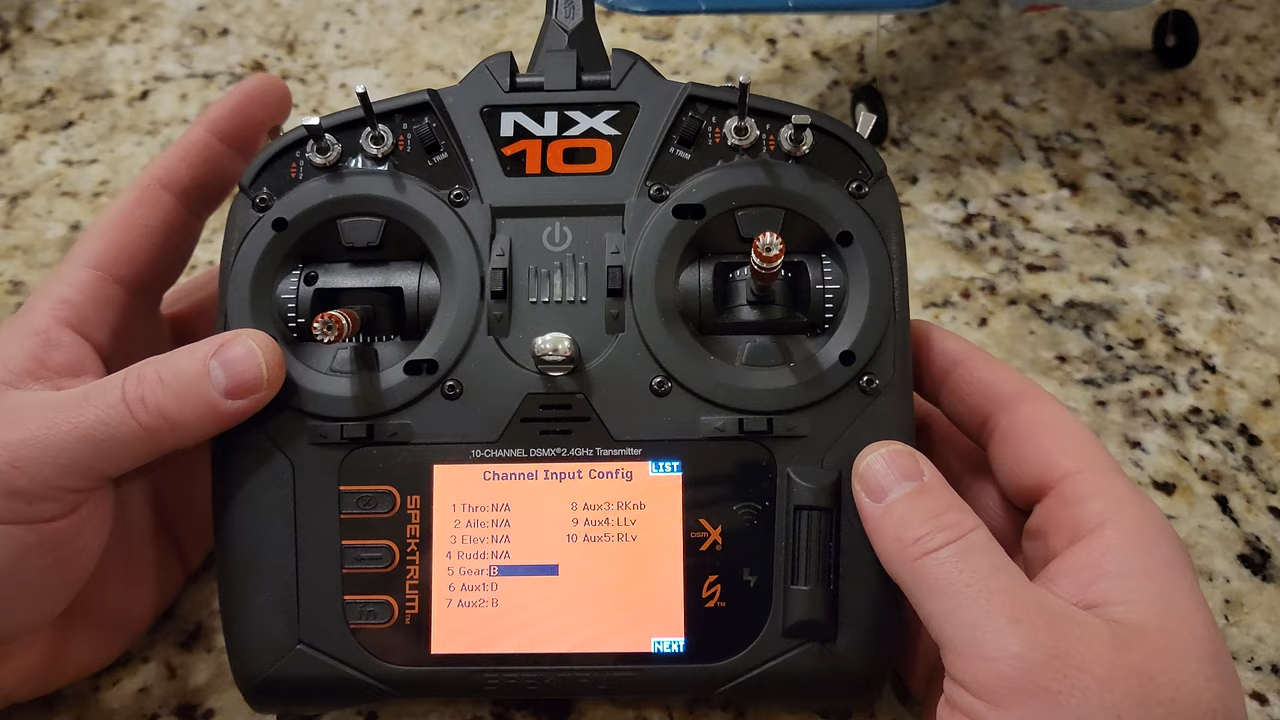 NX
10
L TRIM
R TRIM
10-CHANNEL DSMX® 2.4GHz Transmitter
Channel Input Config
LIST
1 Thro: N/A
2 Aile: N/A
3 Elev: N/A
4 Rudd: N/A
5 Gear: B
6 Aux1: D
7 Aux2: B
8 Aux3: RKnb
9 Aux4: LLv
10 Aux5: RLv
NEXT
SPEKTRUM™
DSM X®
SPEKTRUM